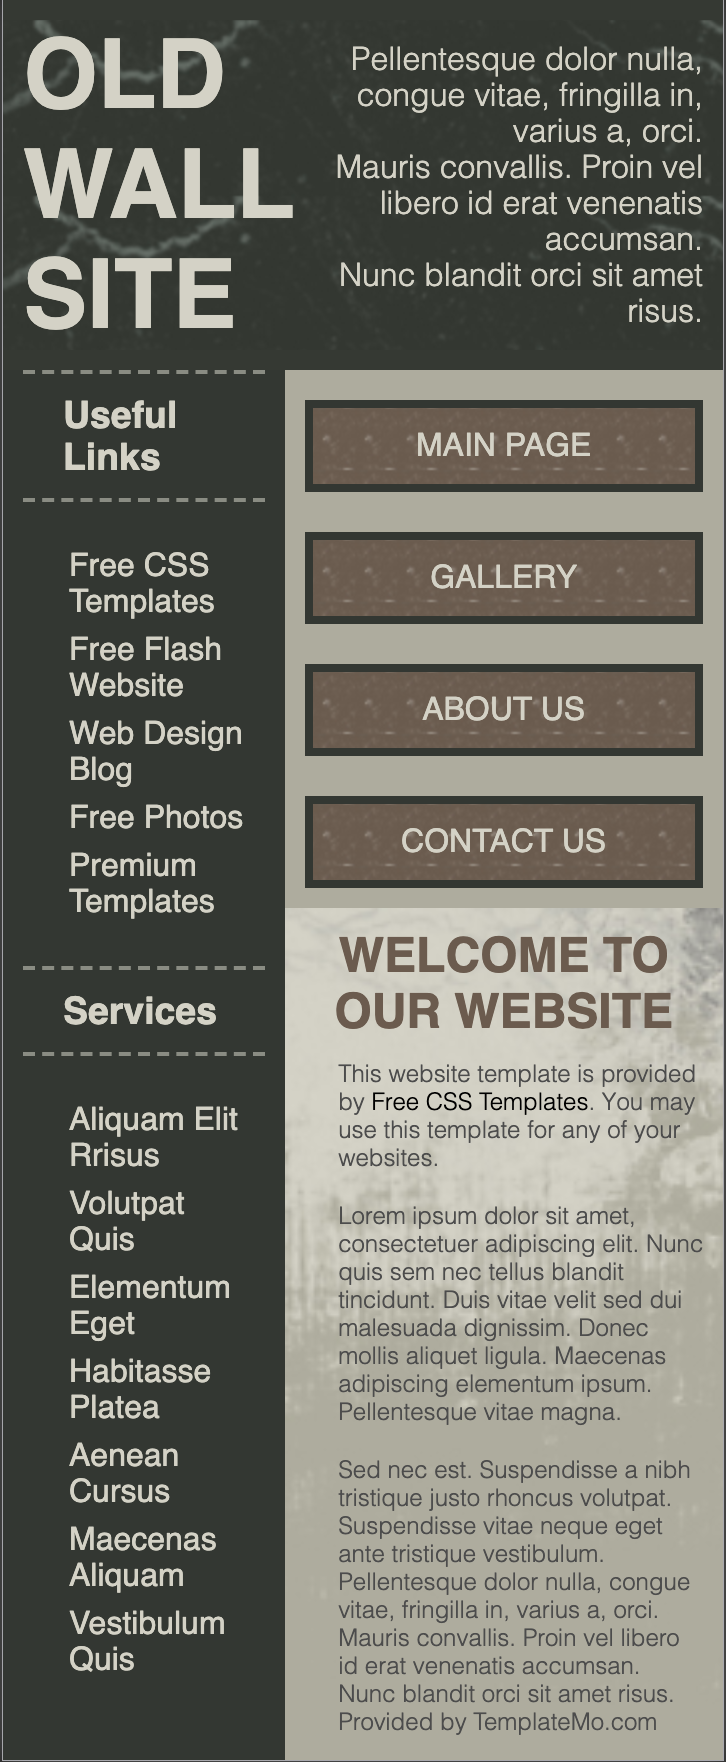 OLD
WALL
SITE
Pellentesque dolor nulla,
congue vitae, fringilla in,
varius a, orci.
Mauris convallis. Proin vel
libero id erat venenatis
accumsan.
Nunc blandit orci sit amet
risus.
Useful
Links
Free CSS
Templates
Free Flash
Website
Web Design
Blog
Free Photos
Premium
Templates
Services
Aliquam Elit
Rrisus
Volutpat
Quis
Elementum
Eget
Habitasse
Platea
Aenean
Cursus
Maecenas
Aliquam
Vestibulum
Quis
MAIN PAGE
GALLERY
ABOUT US
CONTACT US
WELCOME TO
OUR WEBSITE
This website template is provided
by Free CSS Templates. You may
use this template for any of your
websites.
Lorem ipsum dolor sit amet,
consectetuer adipiscing elit. Nunc
quis sem nec tellus blandit
tincidunt. Duis vitae velit sed dui
malesuada dignissim. Donec
mollis aliquet ligula. Maecenas
adipiscing elementum ipsum.
Pellentesque vitae magna.
Sed nec est. Suspendisse a nibh
tristique justo rhoncus volutpat.
Suspendisse vitae neque eget
ante tristique vestibulum.
Pellentesque dolor nulla, congue
vitae, fringilla in, varius a, orci.
Mauris convallis. Proin vel libero
id erat venenatis accumsan.
Nunc blandit orci sit amet risus.
Provided by TemplateMo.com